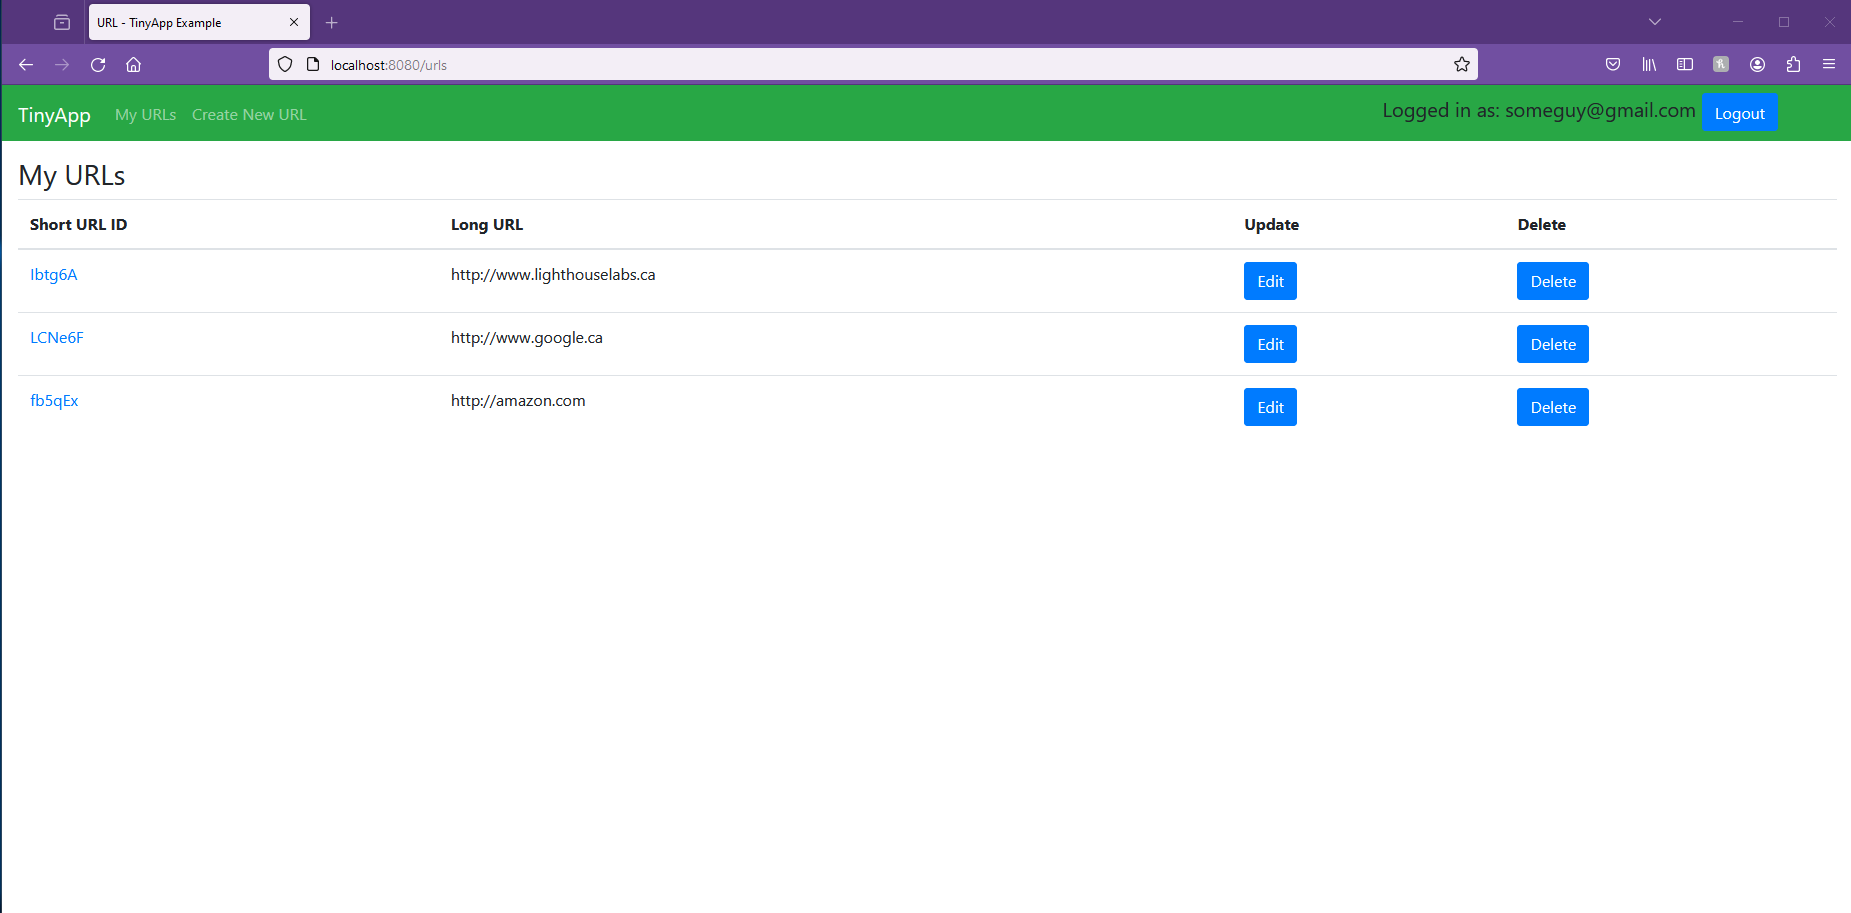 URL - TinyApp Example
localhost:8080/urls
TinyApp My URLs Create New URL Logged in as: someguy@gmail.com Logout
My URLs
Short URL ID Long URL Update Delete
Ibtg6A http://www.lighthouselabs.ca Edit Delete
LCNe6F http://www.google.ca Edit Delete
fb5qEx http://amazon.com Edit Delete